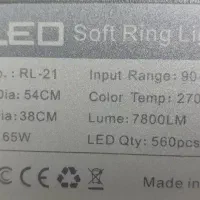 LED Soft Ring Li
o.: RL-21 Input Range: 90
Dia: 54CM Color Temp: 270
Dia: 38CM Lume: 7800LM
65W LED Qty: 560pcs
Made in